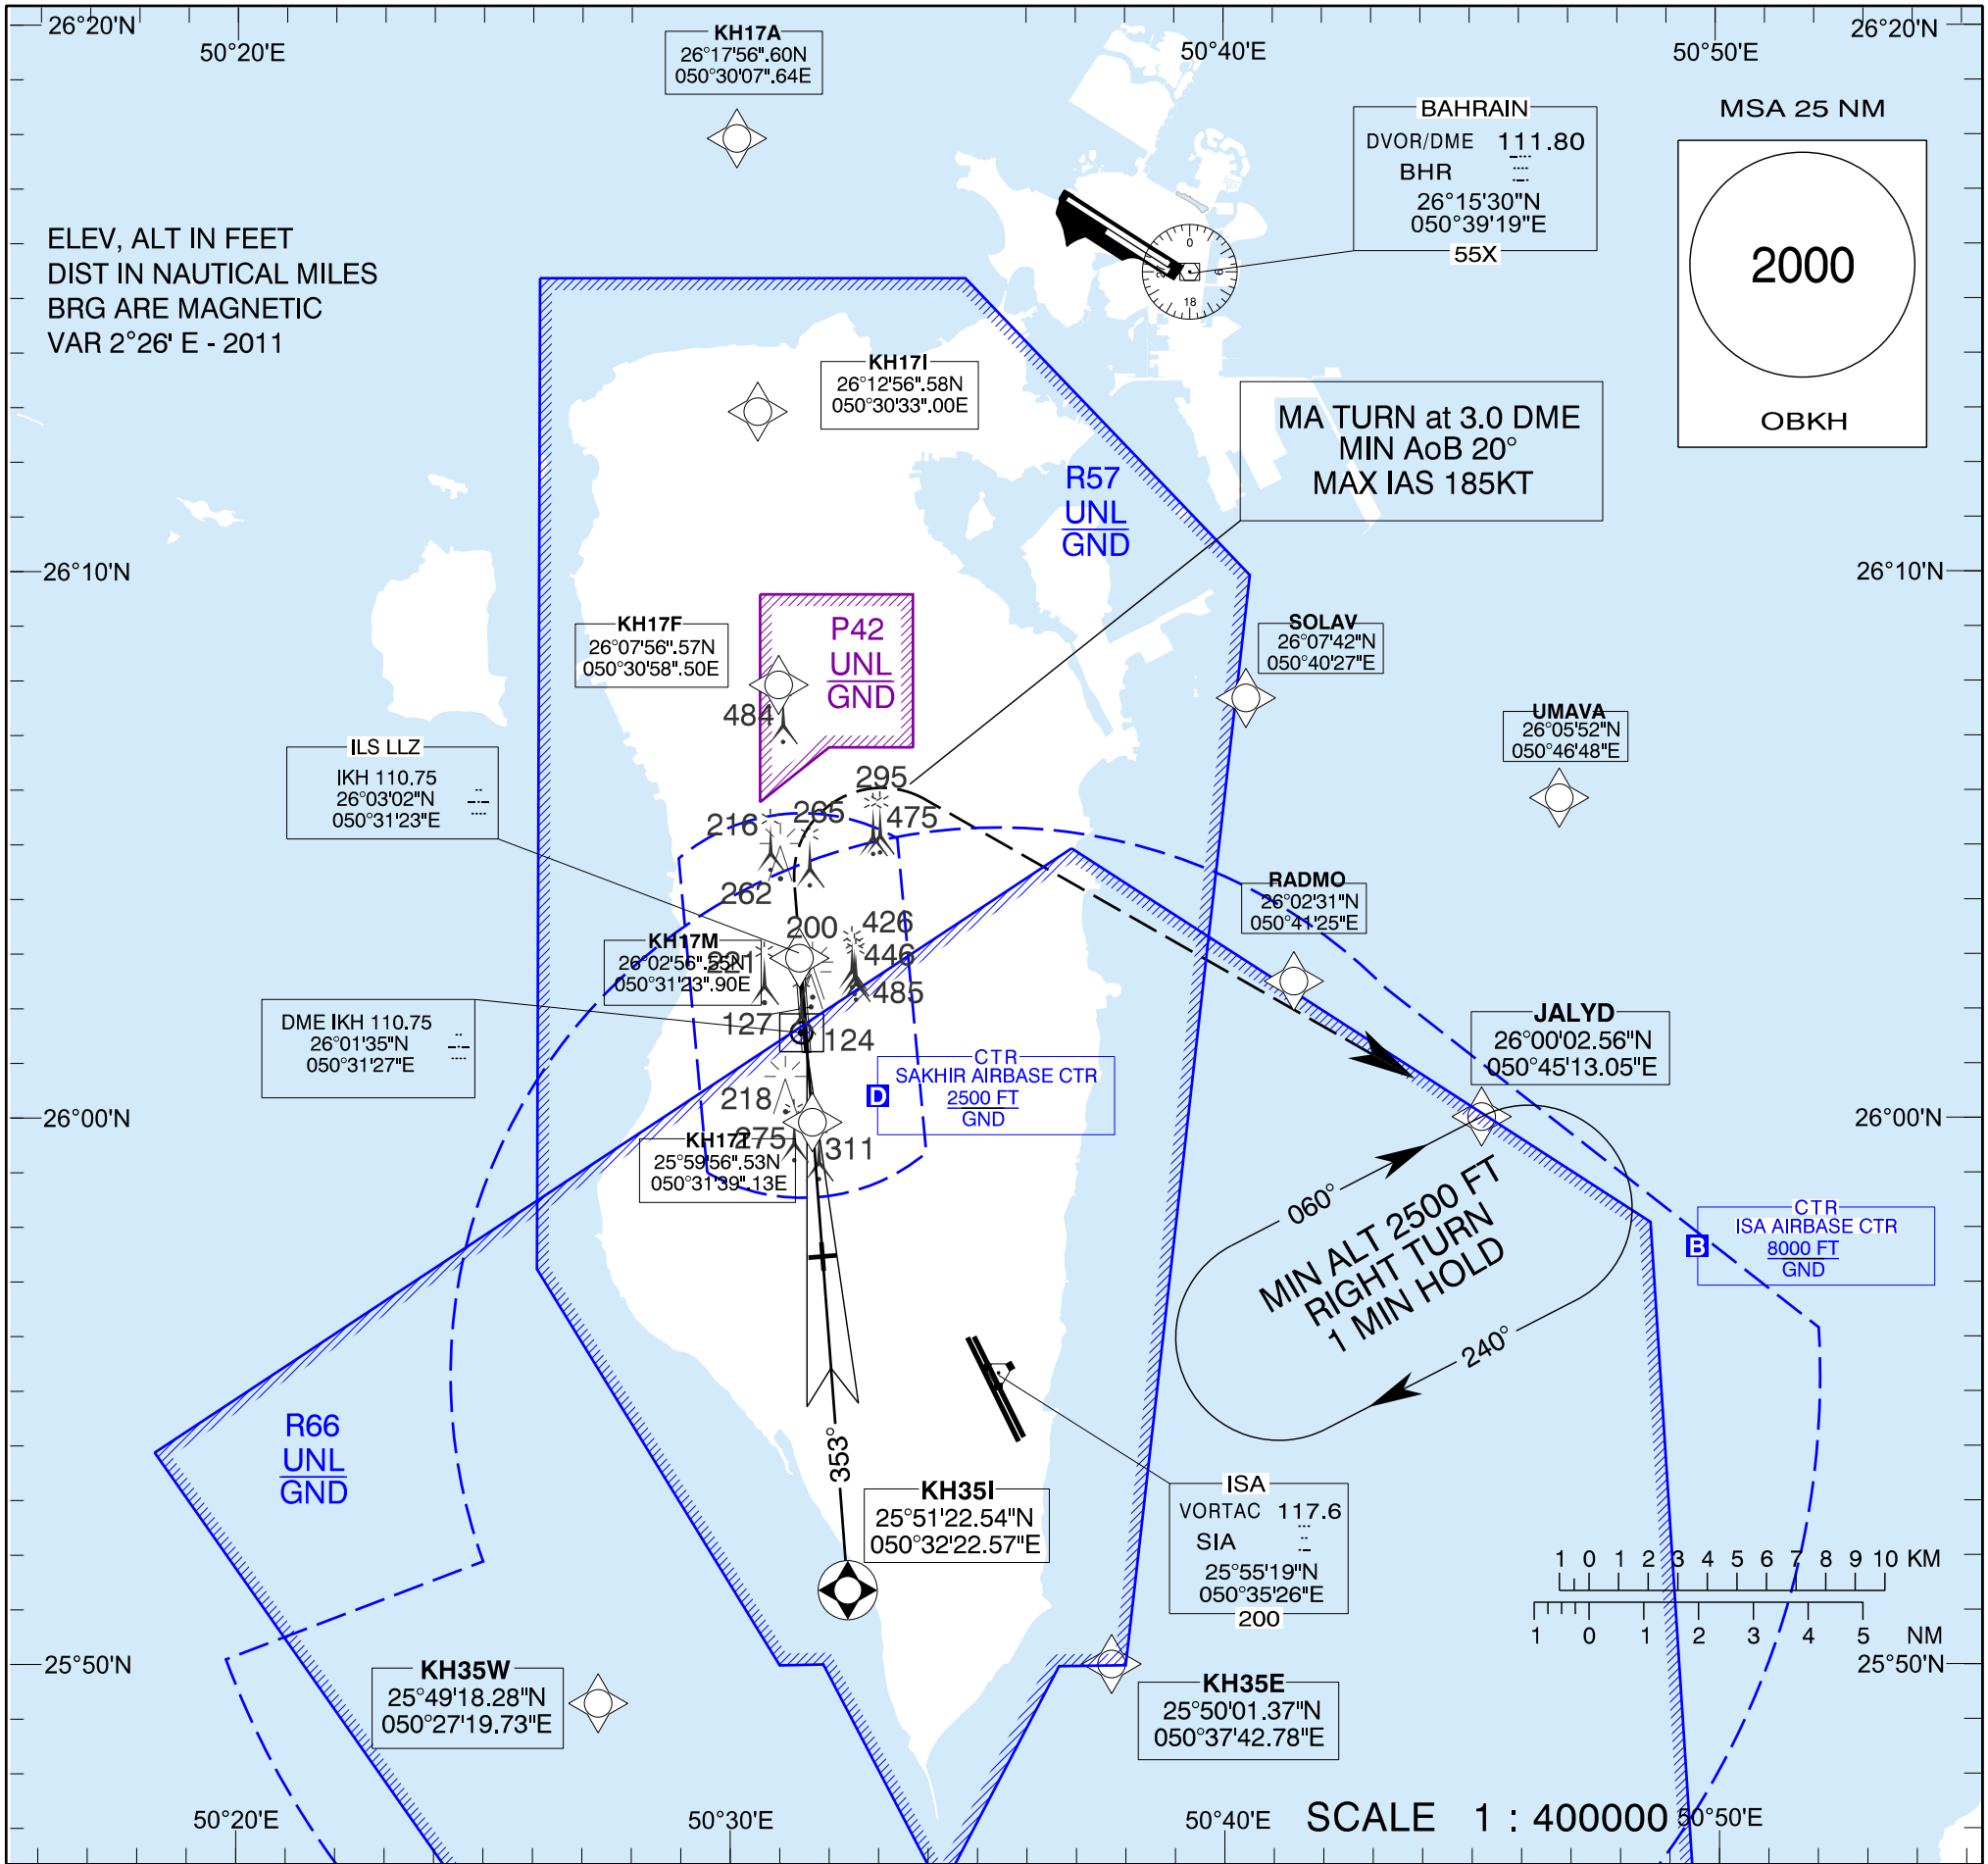 26°20'N
50°20'E
KH17A
26°17'56".60N
050°30'07".64E
50°40'E
50°50'E
26°20'N
BAHRAIN
DVOR/DME 111.80
BHR
26°15'30"N
050°39'19"E
55X
MSA 25 NM
2000
OBKH
ELEV, ALT IN FEET
DIST IN NAUTICAL MILES
BRG ARE MAGNETIC
VAR 2°26' E - 2011
0
6
18
KH17I
26°12'56".58N
050°30'33".00E
MA TURN at 3.0 DME
MIN AoB 20°
MAX IAS 185KT
R57
UNL
GND
26°10'N
26°10'N
KH17F
26°07'56".57N
050°30'58".50E
P42
UNL
GND
484
SOLAV
26°07'42"N
050°40'27"E
UMAVA
26°05'52"N
050°46'48"E
ILS LLZ
IKH 110.75
26°03'02"N
050°31'23"E
295
216
265
475
262
RADMO
26°02'31"N
050°41'25"E
200
426
446
485
KH17M
26°02'56".55N
050°31'23".90E
221
DME IKH 110.75
26°01'35"N
050°31'27"E
127
124
JALYD
26°00'02.56"N
050°45'13.05"E
CTR
SAKHIR AIRBASE CTR
D
2500 FT
GND
218
26°00'N
26°00'N
KH17T
25°59'56".53N
050°31'39".13E
275
311
060°
MIN ALT 2500 FT
RIGHT TURN
1 MIN HOLD
240°
CTR
ISA AIRBASE CTR
B
8000 FT
GND
R66
UNL
GND
353°
KH35I
25°51'22.54"N
050°32'22.57"E
ISA
VORTAC 117.6
SIA
25°55'19"N
050°35'26"E
200
1 0 1 2 3 4 5 6 7 8 9 10 KM
1 0 1 2 3 4 5 NM
25°50'N
25°50'N
KH35W
25°49'18.28"N
050°27'19.73"E
KH35E
25°50'01.37"N
050°37'42.78"E
50°20'E
50°30'E
50°40'E
SCALE 1 : 400000
50°50'E